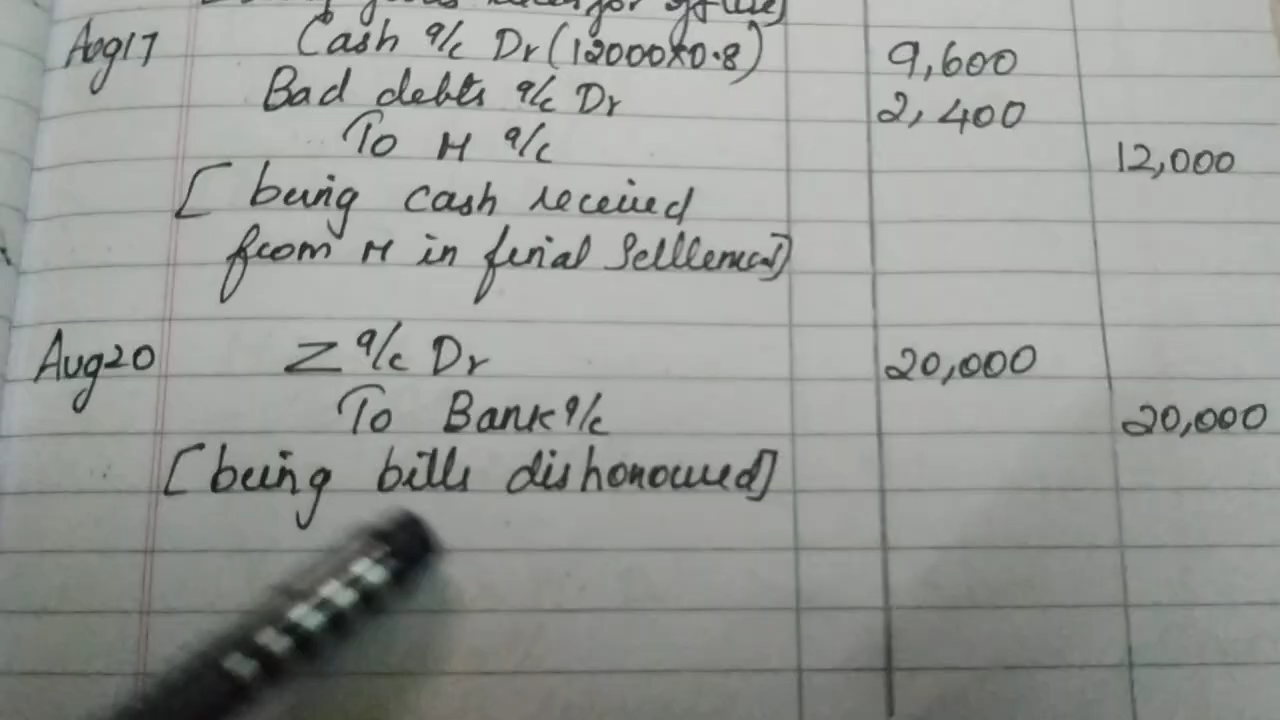 Aug17 Cash a/c Dr (12000×0.8) 9,600
Bad debts a/c Dr 2,400
To H a/c 12,000
[being cash received
from H in final Settlement]
Aug20 Z a/c Dr 20,000
To Bank a/c 20,000
[being bills dishonoured]